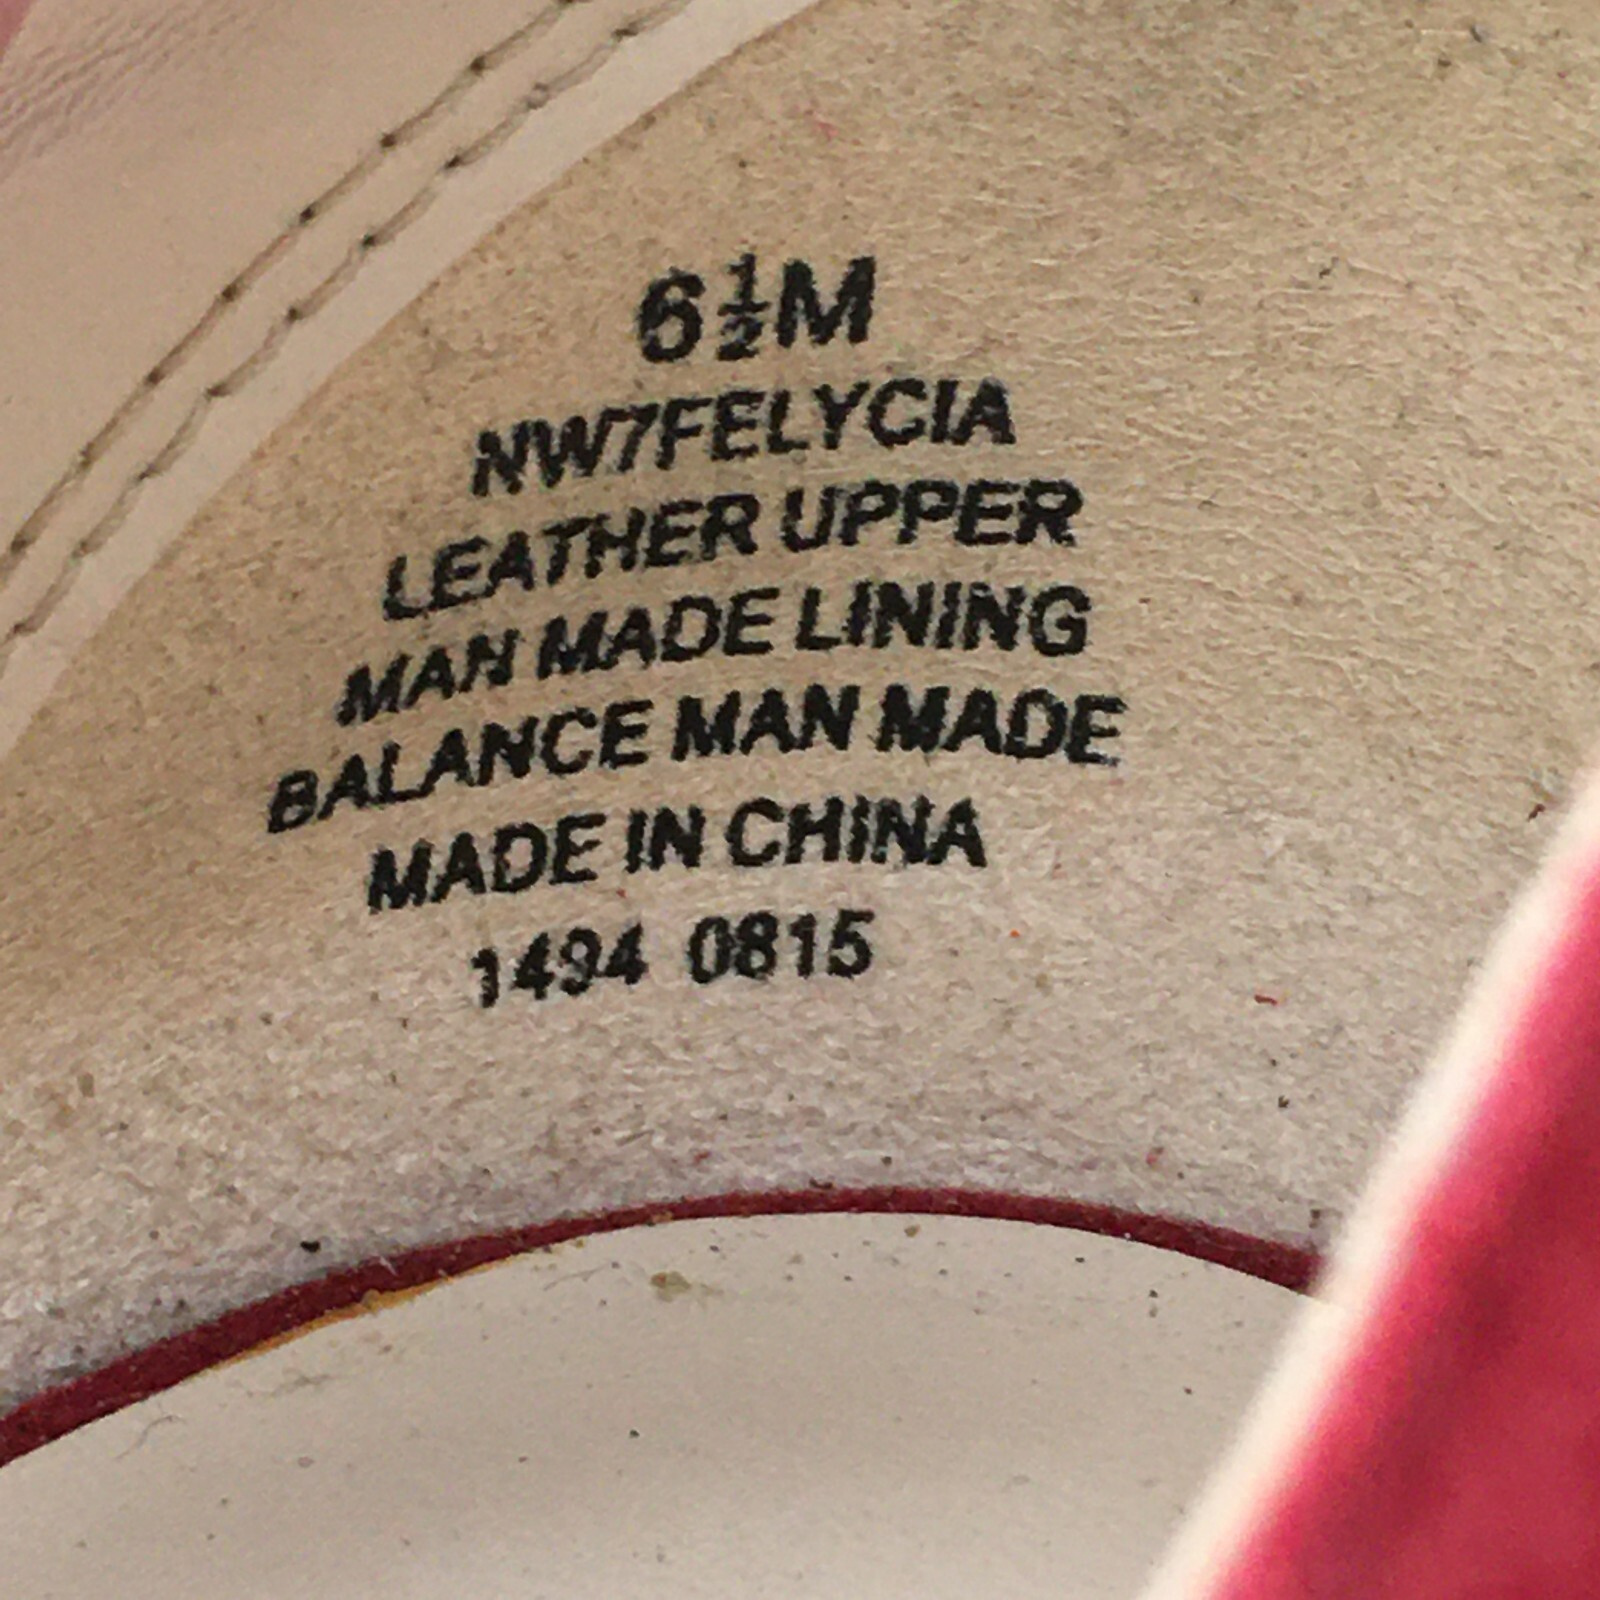 6½M
NW7FELYCIA
LEATHER UPPER
MAN MADE LINING
BALANCE MAN MADE
MADE IN CHINA
1494 0815